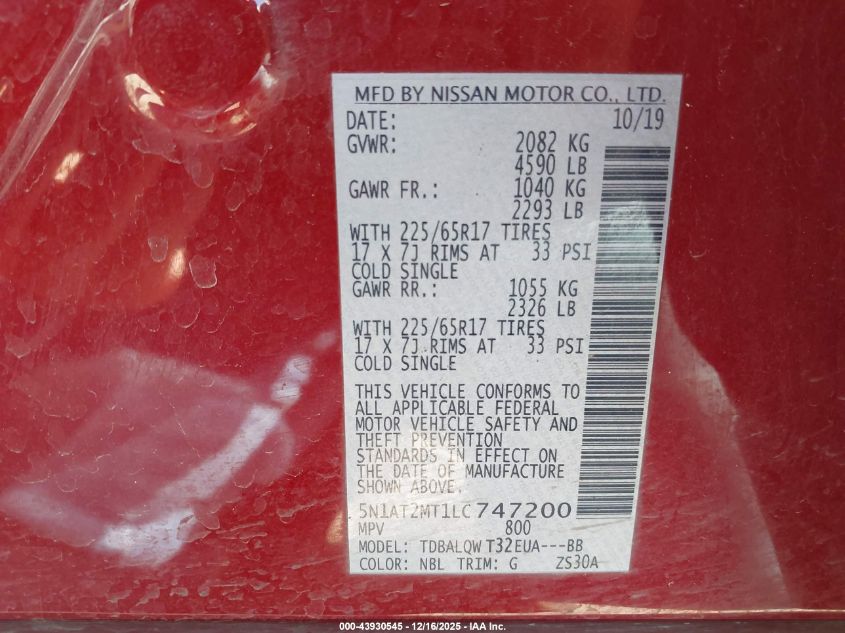 MFD BY NISSAN MOTOR CO., LTD.
DATE: 10/19
GVWR: 2082 KG
4590 LB
GAWR FR.: 1040 KG
2293 LB
WITH 225/65R17 TIRES
17 X 7J RIMS AT 33 PSI
COLD SINGLE
GAWR RR.: 1055 KG
2326 LB
WITH 225/65R17 TIRES
17 X 7J RIMS AT 33 PSI
COLD SINGLE
THIS VEHICLE CONFORMS TO
ALL APPLICABLE FEDERAL
MOTOR VEHICLE SAFETY AND
THEFT PREVENTION
STANDARDS IN EFFECT ON
THE DATE OF MANUFACTURE
SHOWN ABOVE.
5N1AT2MT1LC747200
MPV 800
MODEL: TDBALQW T32EUA---BB
COLOR: NBL TRIM: G ZS30A
000-43930545 - 12/16/2025 - IAA Inc.